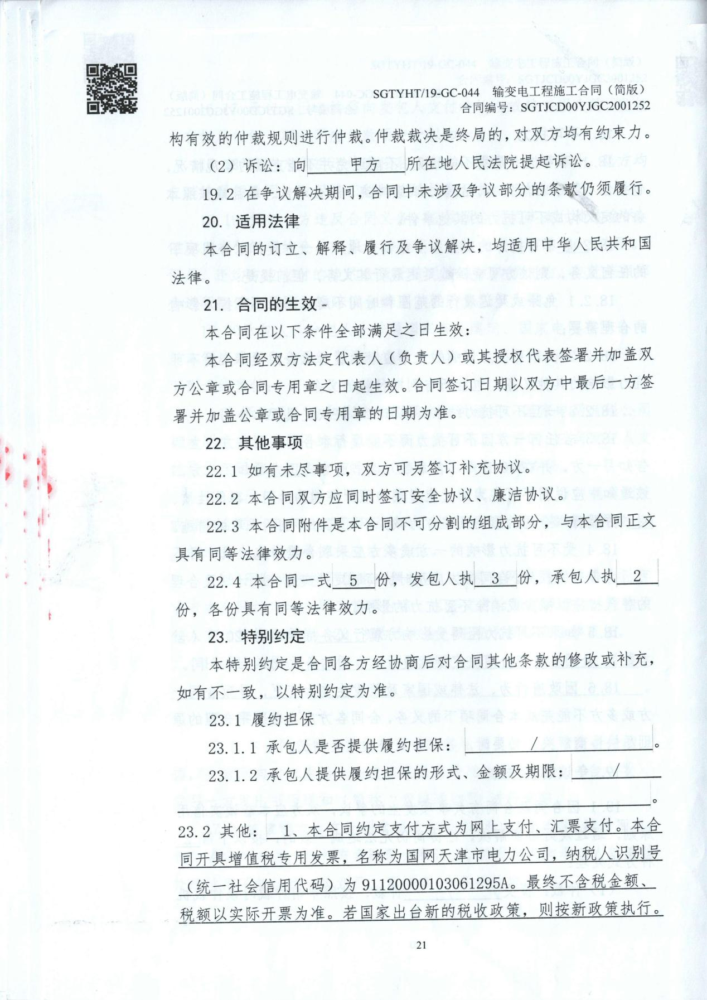 SGTYHT/19-GC-044 输变电工程施工合同（简版）
合同编号：SGTJCD00YJGC2001252
构有效的仲裁规则进行仲裁。仲裁裁决是终局的，对双方均有约束力。
（2）诉讼：向 甲方 所在地人民法院提起诉讼。
19.2 在争议解决期间，合同中未涉及争议部分的条款仍须履行。
20. 适用法律
本合同的订立、解释、履行及争议解决，均适用中华人民共和国
法律。
21. 合同的生效
本合同在以下条件全部满足之日生效：
本合同经双方法定代表人（负责人）或其授权代表签署并加盖双
方公章或合同专用章之日起生效。合同签订日期以双方中最后一方签
署并加盖公章或合同专用章的日期为准。
22. 其他事项
22.1 如有未尽事项，双方可另签订补充协议。
22.2 本合同双方应同时签订安全协议、廉洁协议。
22.3 本合同附件是本合同不可分割的组成部分，与本合同正文
具有同等法律效力。
22.4 本合同一式 5 份，发包人执 3 份，承包人执 2
份，各份具有同等法律效力。
23. 特别约定
本特别约定是合同各方经协商后对合同其他条款的修改或补充，
如有不一致，以特别约定为准。
23.1 履约担保
23.1.1 承包人是否提供履约担保： / 。
23.1.2 承包人提供履约担保的形式、金额及期限： /
。
23.2 其他： 1、本合同约定支付方式为网上支付、汇票支付。本合
同开具增值税专用发票，名称为国网天津市电力公司，纳税人识别号
（统一社会信用代码）为 91120000103061295A。最终不含税金额、
税额以实际开票为准。若国家出台新的税收政策，则按新政策执行。
21